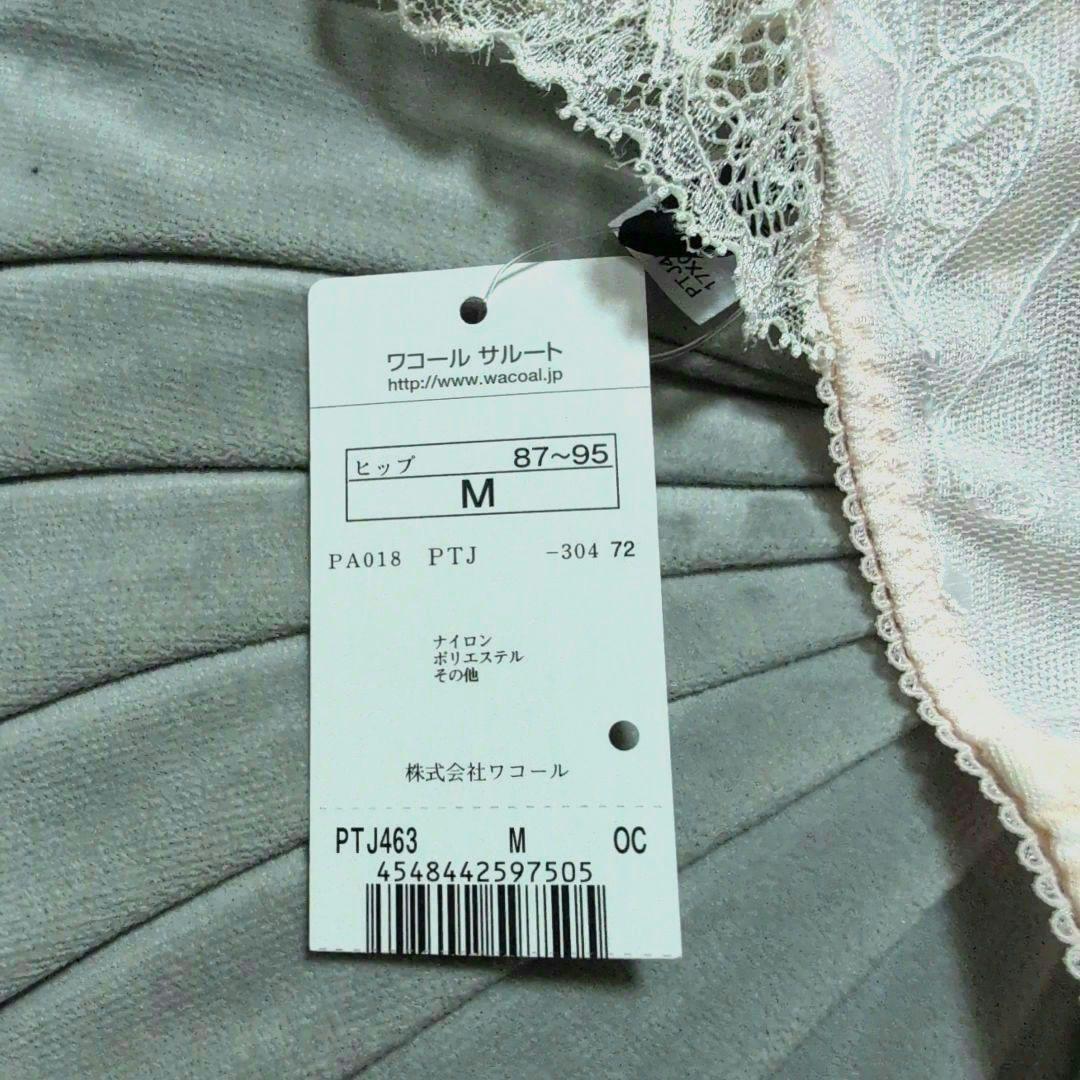 ワコール サルート
http://www.wacoal.jp
ヒップ 87~95
M
PA018 PTJ -304 72
ナイロン
ポリエステル
その他
株式会社ワコール
PTJ463 M OC
4548442597505